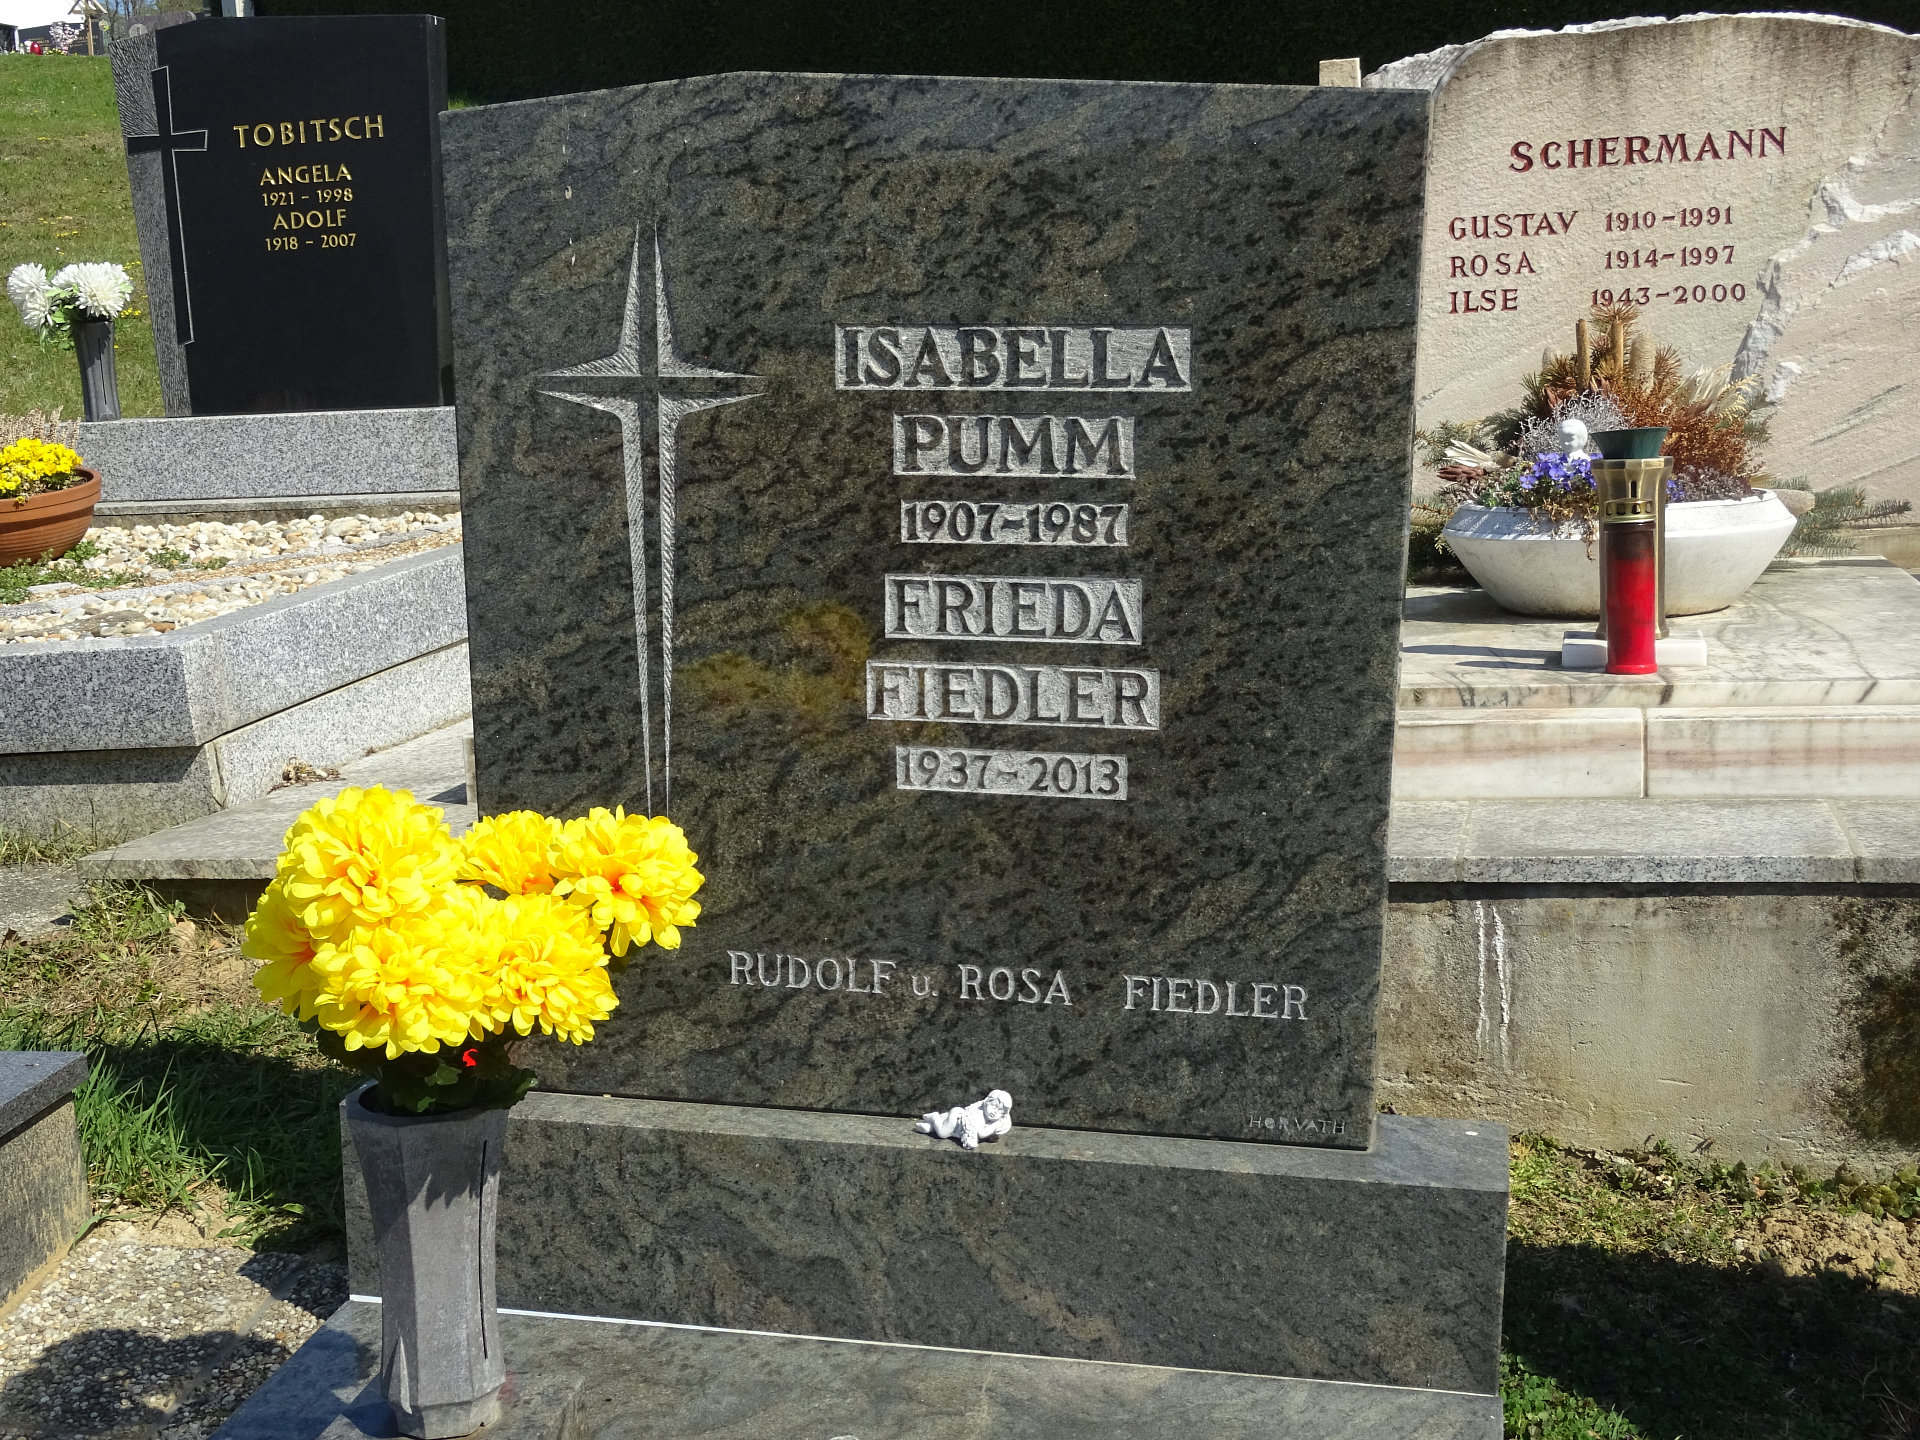 TOBITSCH
ANGELA
1921 - 1998
ADOLF
1918 - 2007
ISABELLA
PUMM
1907-1987
FRIEDA
FIEDLER
1937-2013
RUDOLF u. ROSA FIEDLER
HORVATH
SCHERMANN
GUSTAV 1910-1991
ROSA 1914-1997
ILSE 1943-2000